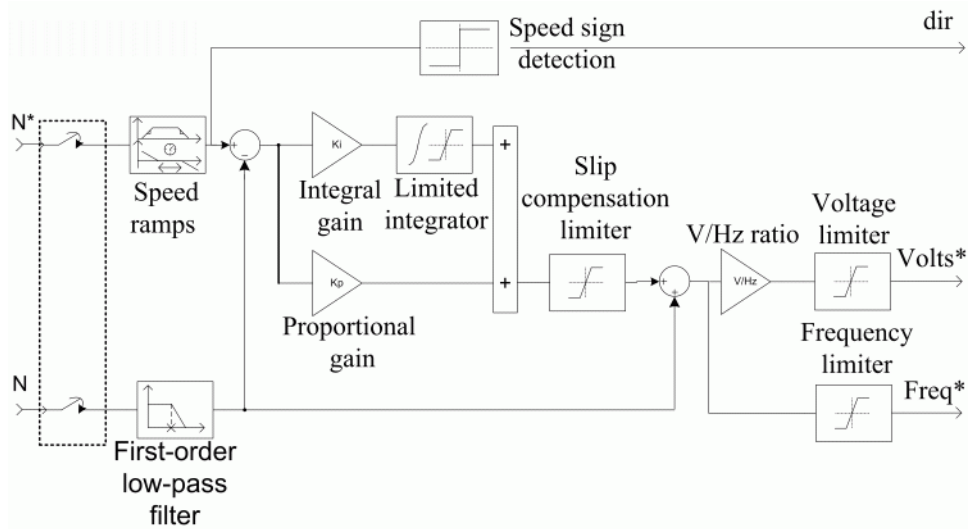 Speed sign
detection
dir
N*
Speed
ramps
+
−
Ki
Integral
gain
Limited
integrator
+
Kp
Proportional
gain
+
Slip
compensation
limiter
+
+
V/Hz ratio
V/Hz
Voltage
limiter
Volts*
Frequency
limiter
Freq*
N
First-order
low-pass
filter